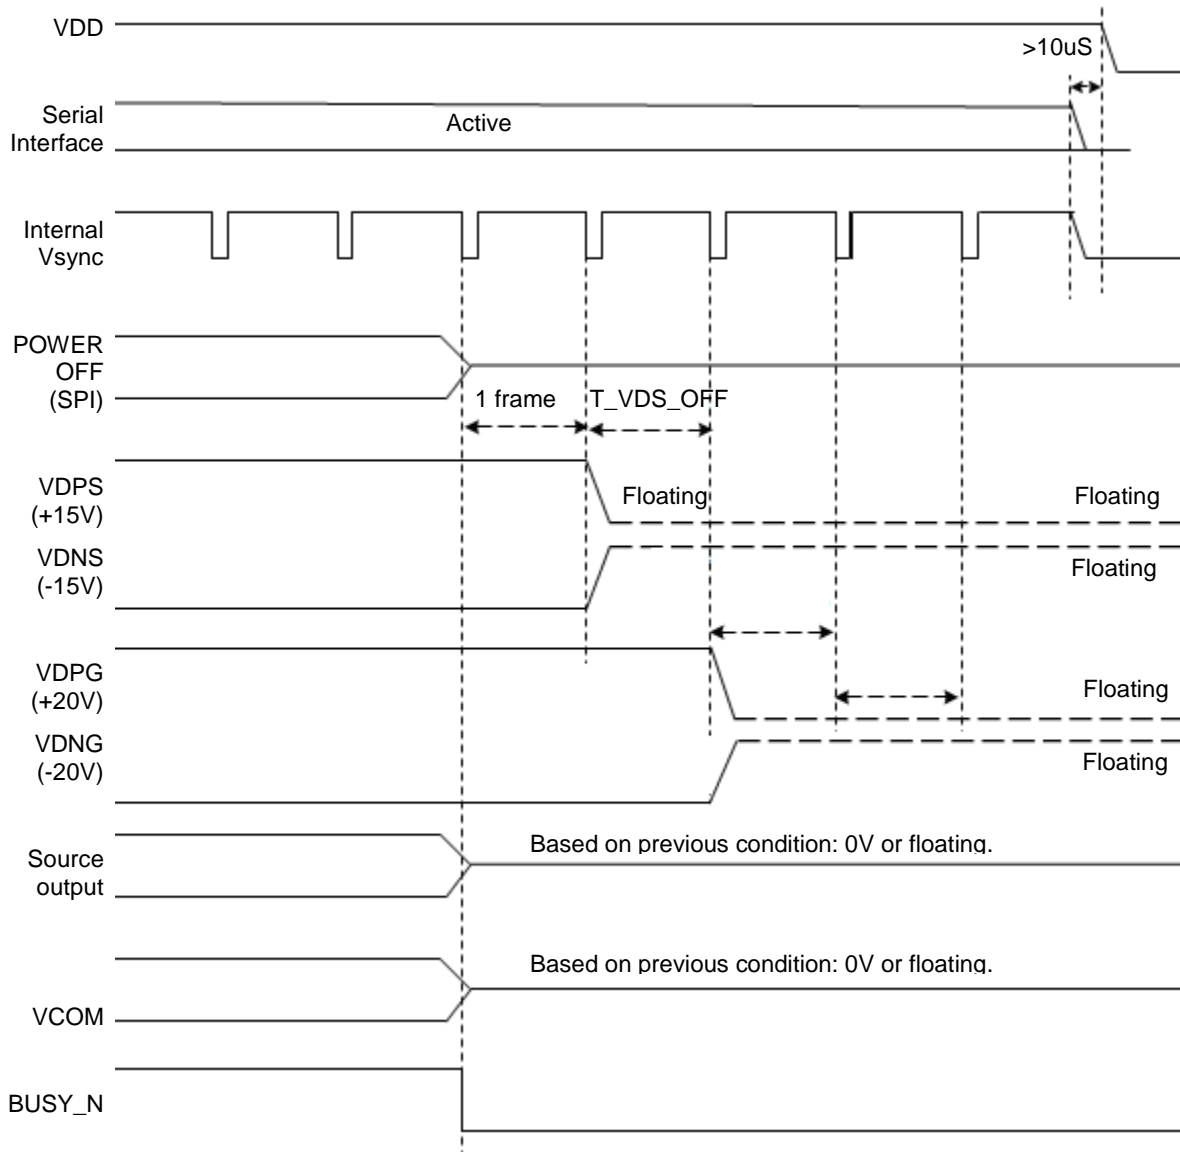 VDD
>10uS
Serial
Interface
Active
Internal
Vsync
POWER
OFF
(SPI)
1 frame
T_VDS_OFF
VDPS
(+15V)
Floating
Floating
VDNS
(-15V)
Floating
VDPG
(+20V)
Floating
VDNG
(-20V)
Floating
Source
output
Based on previous condition: 0V or floating.
VCOM
Based on previous condition: 0V or floating.
BUSY_N